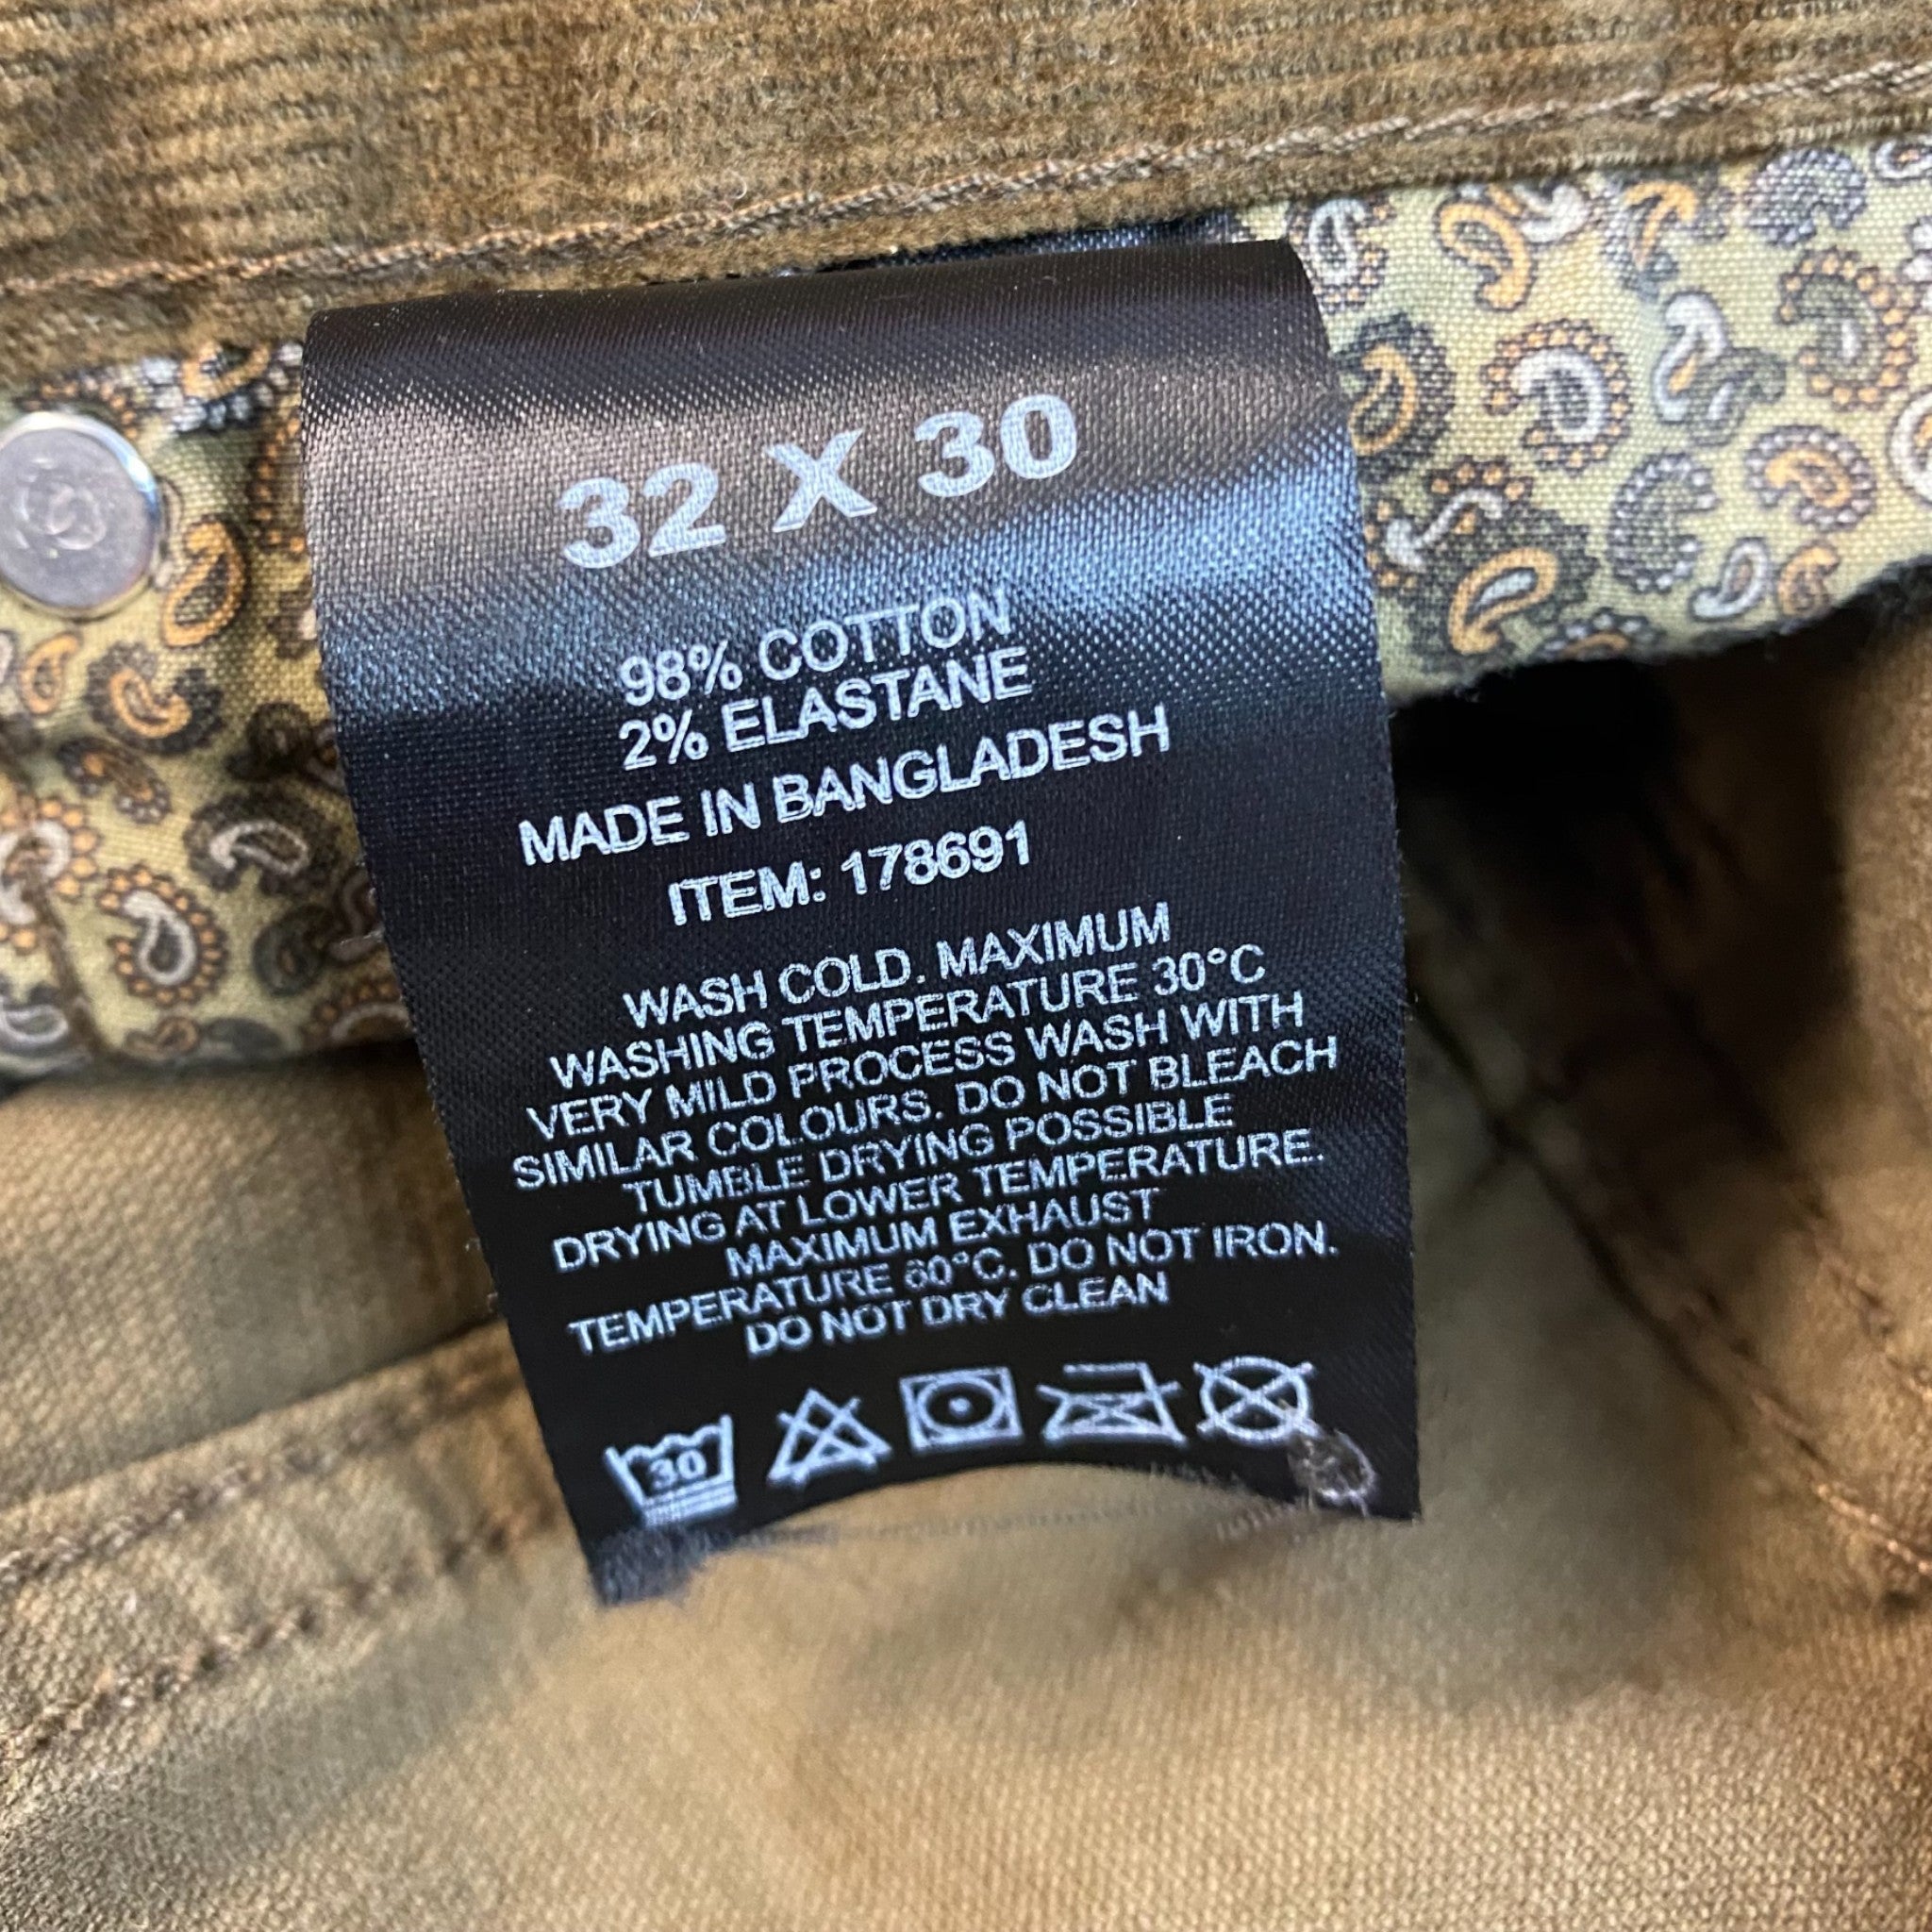 32 X 30
98% COTTON
2% ELASTANE
MADE IN BANGLADESH
ITEM: 178691
WASH COLD. MAXIMUM
WASHING TEMPERATURE 30°C
VERY MILD PROCESS WASH WITH
SIMILAR COLOURS. DO NOT BLEACH
TUMBLE DRYING POSSIBLE
DRYING AT LOWER TEMPERATURE.
MAXIMUM EXHAUST
TEMPERATURE 60°C. DO NOT IRON.
DO NOT DRY CLEAN
30